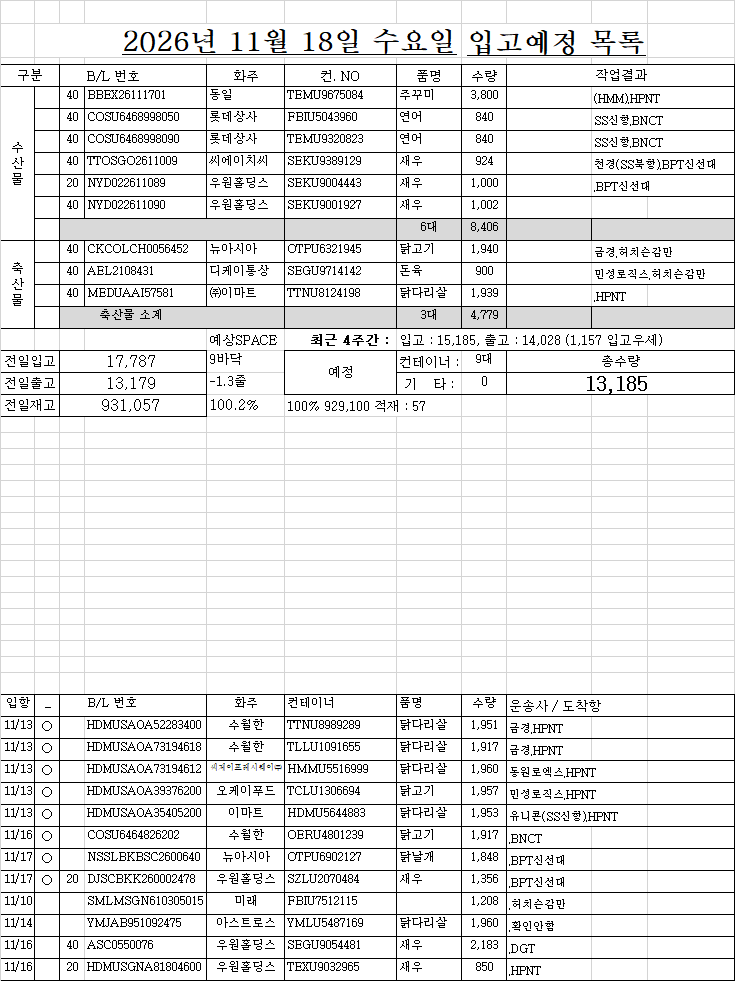 2026년 11월 18일 수요일 입고예정 목록
구분 B/L 번호 화주 컨. NO 품명 수량 작업결과
수산물
40 BBEX26111701 동일 TEMU9675084 주꾸미 3,800 (HMM),HPNT
40 COSU6468998050 롯데상사 FBIU5043960 연어 840 SS신항,BNCT
40 COSU6468998090 롯데상사 TEMU9320823 연어 840 SS신항,BNCT
40 TTOSGO2611009 씨에이치씨 SEKU9389129 새우 924 천경(SS북항),BPT신선대
20 NYD022611089 우원홀딩스 SEKU9004443 새우 1,000 ,BPT신선대
40 NYD022611090 우원홀딩스 SEKU9001927 새우 1,002
6대 8,406
축산물
40 CKCOLCH0056452 뉴아시아 OTPU6321945 닭고기 1,940 금경,허치슨감만
40 AEL2108431 디케이통상 SEGU9714142 돈육 900 민성로직스,허치슨감만
40 MEDUAAI57581 ㈜이마트 TTNU8124198 닭다리살 1,939 ,HPNT
축산물 소계 3대 4,779
예상SPACE 최근 4주간 : 입고 : 15,185, 출고 : 14,028 (1,157 입고우세)
전일입고 17,787 9바닥 예정 컨테이너 : 9대 총수량
전일출고 13,179 -1.3줄 기 타 : 0 13,185
전일재고 931,057 100.2% 100% 929,100 적재 : 57
입항 _ B/L 번호 화주 컨테이너 품명 수량 운송사 / 도착항
11/13 ○ HDMUSAOA52283400 수월한 TTNU8989289 닭다리살 1,951 금경,HPNT
11/13 ○ HDMUSAOA73194618 수월한 TLLU1091655 닭다리살 1,917 금경,HPNT
11/13 ○ HDMUSAOA73194612 씨제이프레시웨이㈜ HMMU5516999 닭다리살 1,960 동원로엑스,HPNT
11/13 ○ HDMUSAOA39376200 오케이푸드 TCLU1306694 닭고기 1,957 민성로직스,HPNT
11/13 ○ HDMUSAOA35405200 이마트 HDMU5644883 닭다리살 1,953 유니콘(SS신항),HPNT
11/16 ○ COSU6464826202 수월한 OERU4801239 닭고기 1,917 ,BNCT
11/17 ○ NSSLBKBSC2600640 뉴아시아 OTPU6902127 닭날개 1,848 ,BPT신선대
11/17 ○ 20 DJSCBKK260002478 우원홀딩스 SZLU2070484 새우 1,356 ,BPT신선대
11/10 SMLMSGN610305015 미래 FBIU7512115 1,208 ,허치슨감만
11/14 YMJAB951092475 아스트로스 YMLU5487169 닭다리살 1,960 ,확인안함
11/16 40 ASC0550076 우원홀딩스 SEGU9054481 새우 2,183 ,DGT
11/16 20 HDMUSGNA81804600 우원홀딩스 TEXU9032965 새우 850 ,HPNT